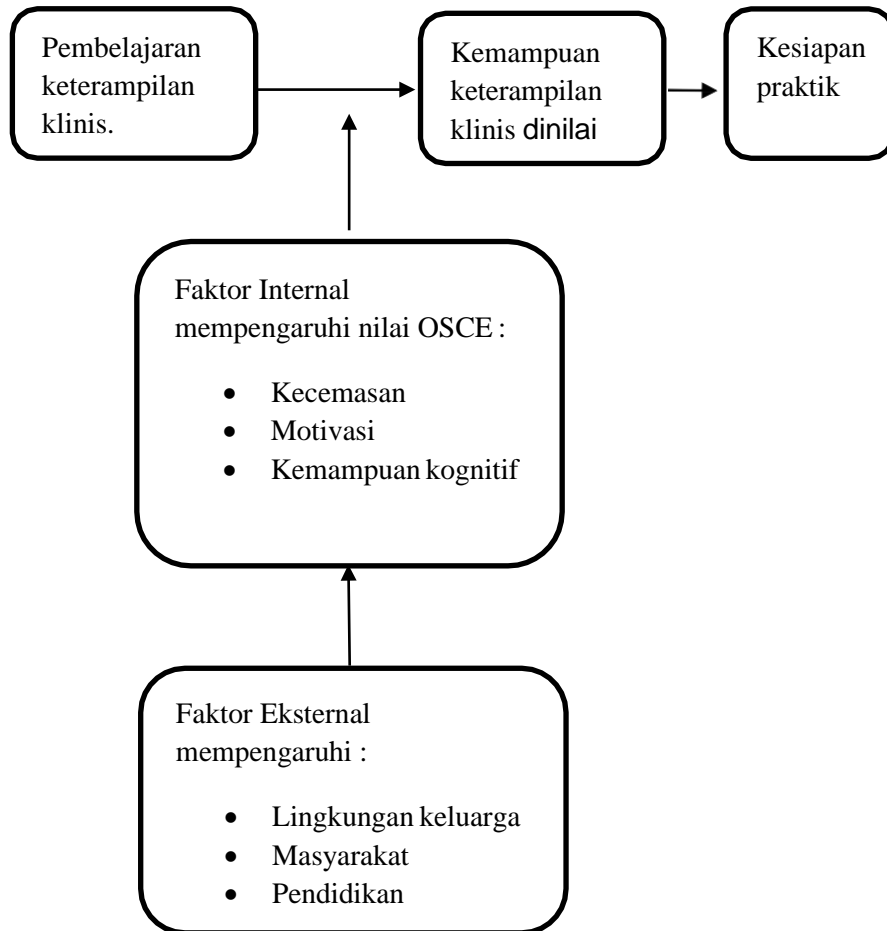 Pembelajaran
keterampilan
klinis.
Kemampuan
keterampilan
klinis dinilai
Kesiapan
praktik
Faktor Internal
mempengaruhi nilai OSCE :
• Kecemasan
• Motivasi
• Kemampuan kognitif
Faktor Eksternal
mempengaruhi :
• Lingkungan keluarga
• Masyarakat
• Pendidikan